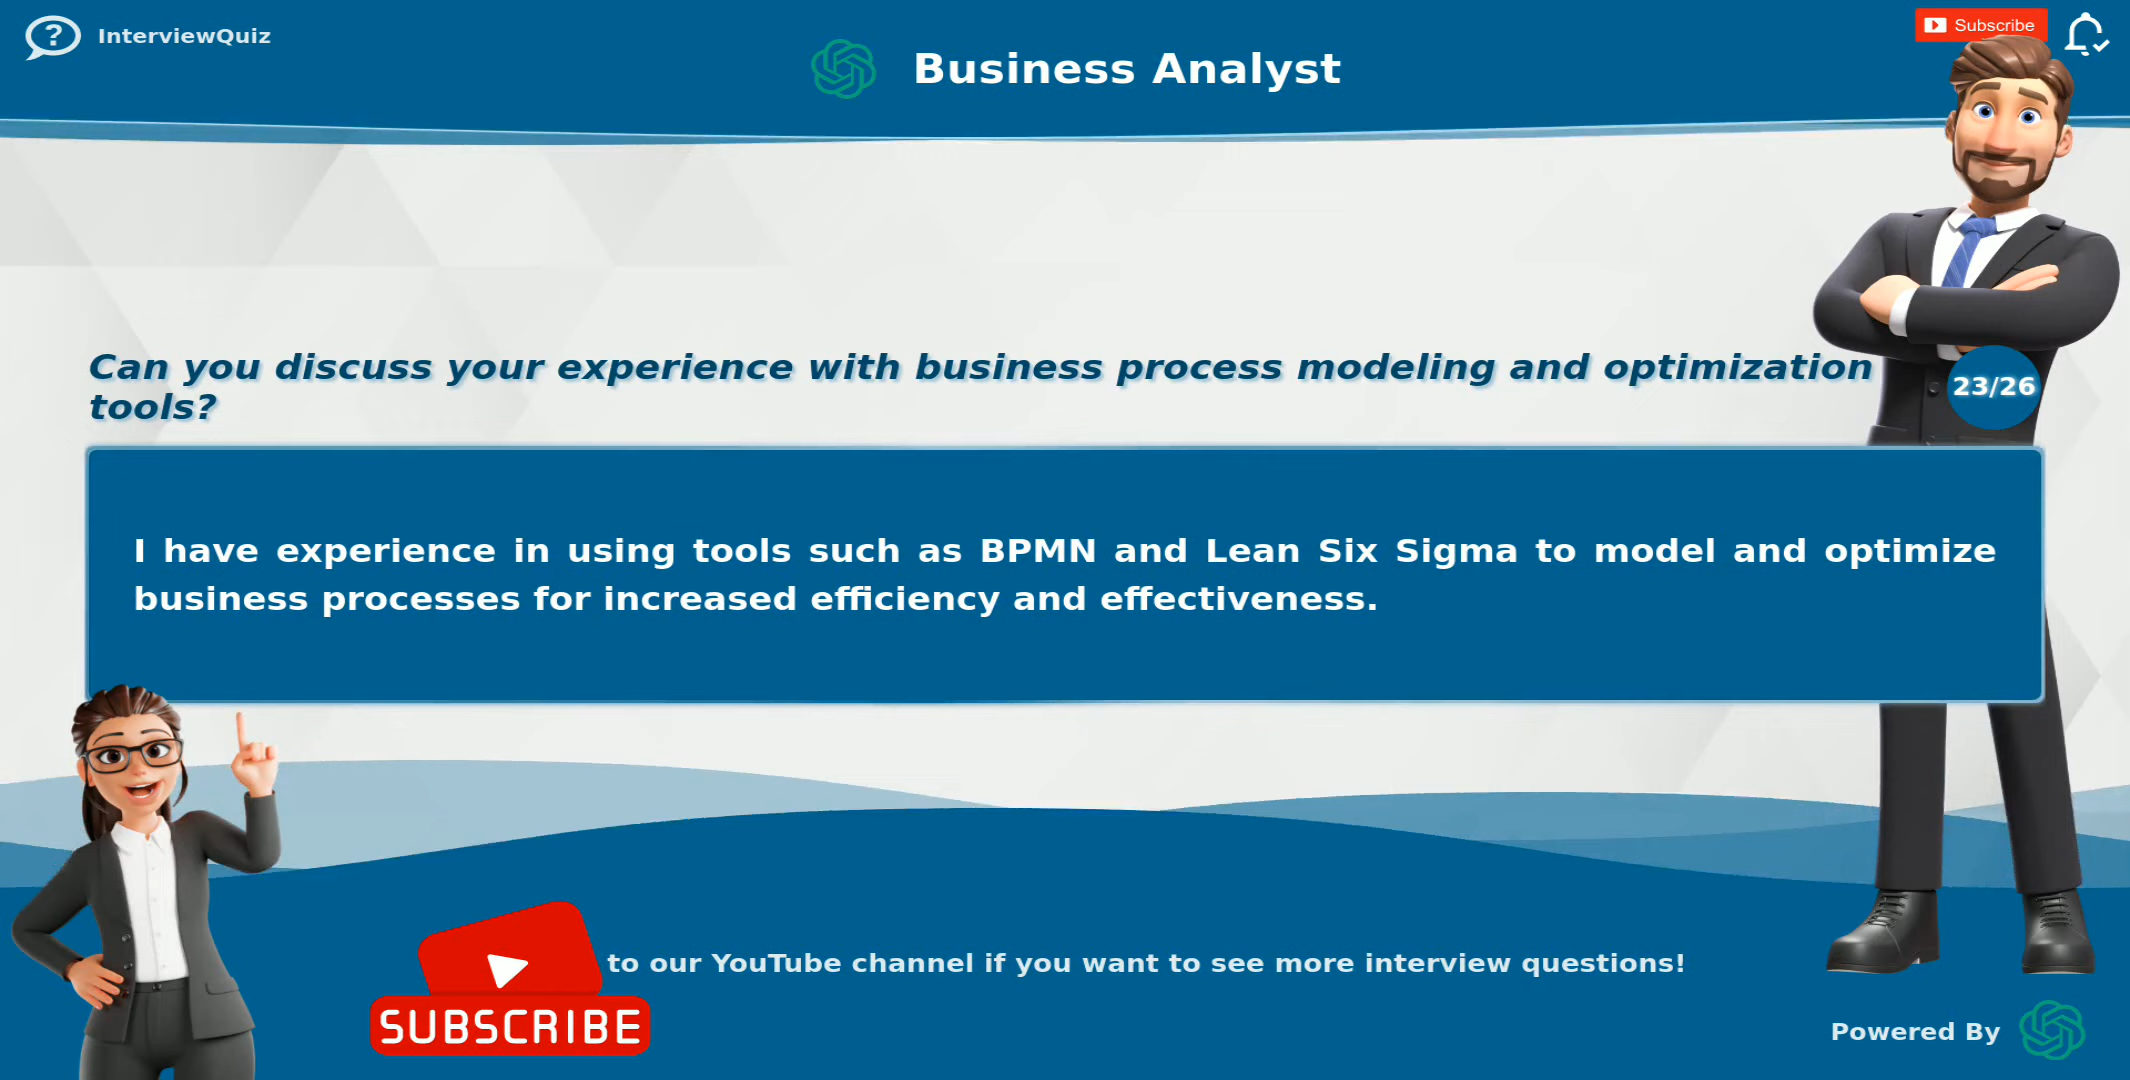 InterviewQuiz
Subscribe
Business Analyst
Can you discuss your experience with business process modeling and optimization
tools?
23/26
I have experience in using tools such as BPMN and Lean Six Sigma to model and optimize
business processes for increased efficiency and effectiveness.
to our YouTube channel if you want to see more interview questions!
SUBSCRIBE
Powered By